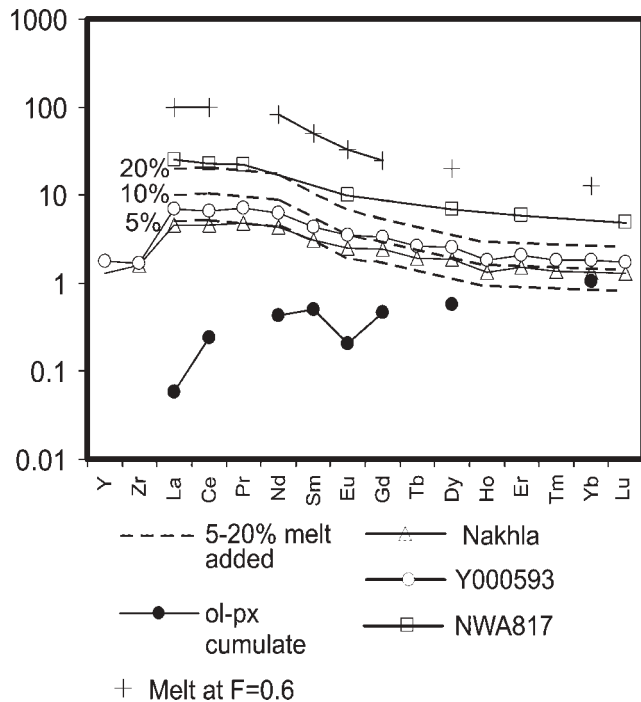 1000
100
20%
10
10%
5%
1
0.1
0.01
Y Zr La Ce Pr Nd Sm Eu Gd Tb Dy Ho Er Tm Yb Lu
5-20% melt
added
Nakhla
Y000593
ol-px
cumulate
NWA817
Melt at F=0.6